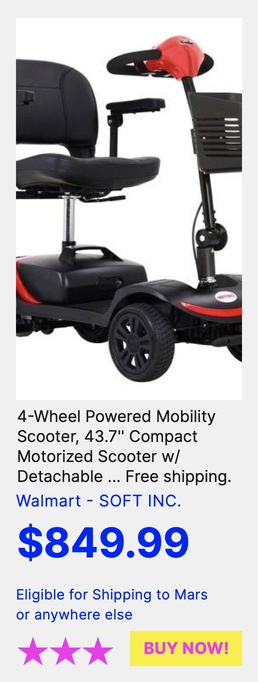 4-Wheel Powered Mobility
Scooter, 43.7'' Compact
Motorized Scooter w/
Detachable ... Free shipping.
Walmart - SOFT INC.
$849.99
Eligible for Shipping to Mars
or anywhere else
BUY NOW!